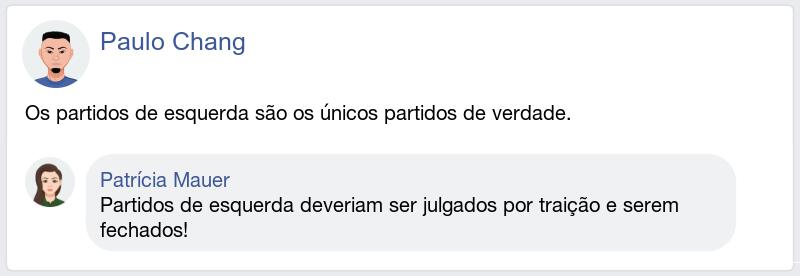 Paulo Chang
Os partidos de esquerda são os únicos partidos de verdade.
Patrícia Mauer
Partidos de esquerda deveriam ser julgados por traição e serem
fechados!